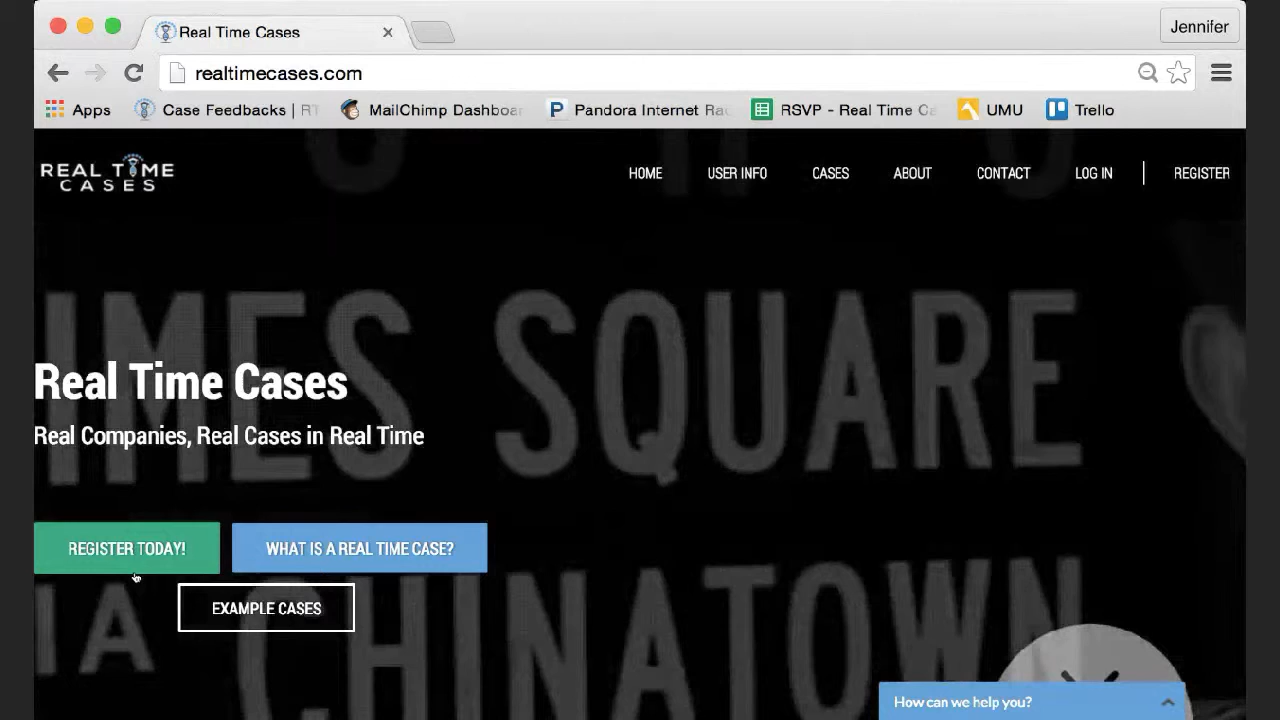 Real Time Cases
Jennifer
realtimecases.com
Apps
Case Feedbacks | RT
MailChimp Dashboar
Pandora Internet Ra
RSVP - Real Time Ca
UMU
Trello
REAL TIME
CASES
HOME
USER INFO
CASES
ABOUT
CONTACT
LOG IN
REGISTER
IMES SQUARE
Real Time Cases
Real Companies, Real Cases in Real Time
REGISTER TODAY!
WHAT IS A REAL TIME CASE?
IA CHINATOWN
EXAMPLE CASES
How can we help you?